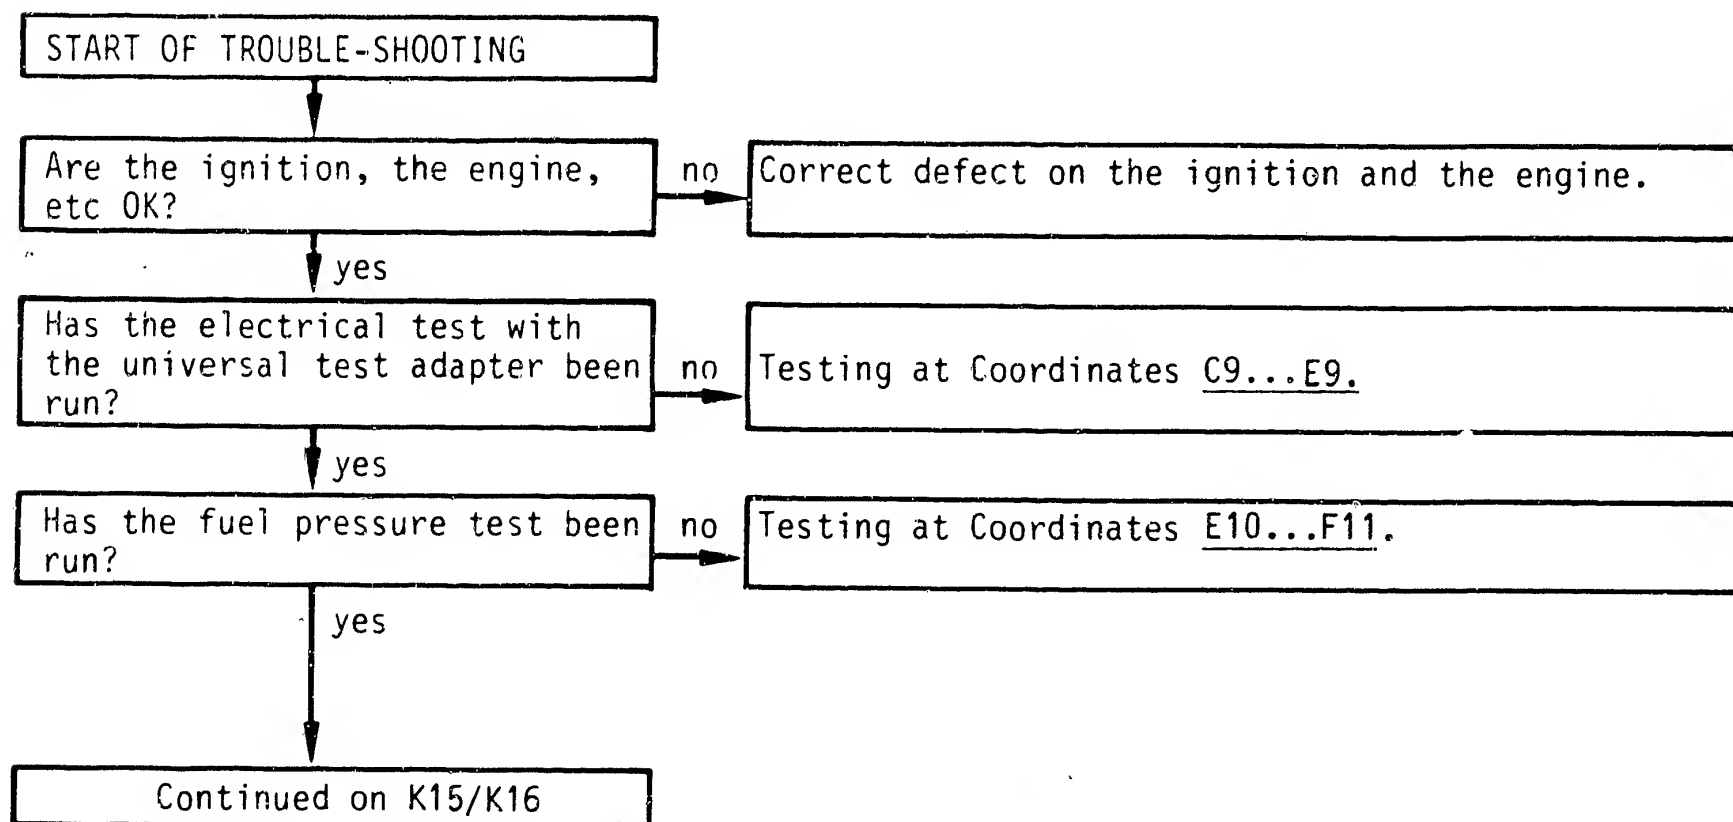 START OF TROUBLE-SHOOTING
Are the ignition, the engine,
etc OK?
no
Correct defect on the ignition and the engine.
yes
Has the electrical test with
the universal test adapter been
run?
no
Testing at Coordinates C9...E9.
yes
Has the fuel pressure test been
run?
no
Testing at Coordinates E10...F11.
yes
Continued on K15/K16